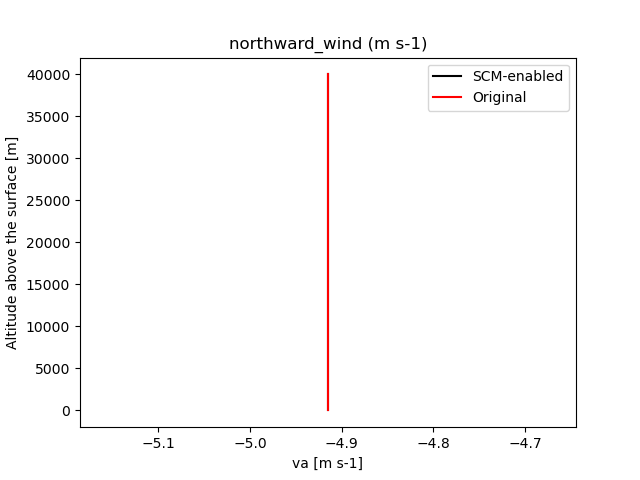 northward_wind (m s-1)
SCM-enabled
Original
Altitude above the surface [m]
40000
35000
30000
25000
20000
15000
10000
5000
0
−5.1 −5.0 −4.9 −4.8 −4.7
va [m s-1]